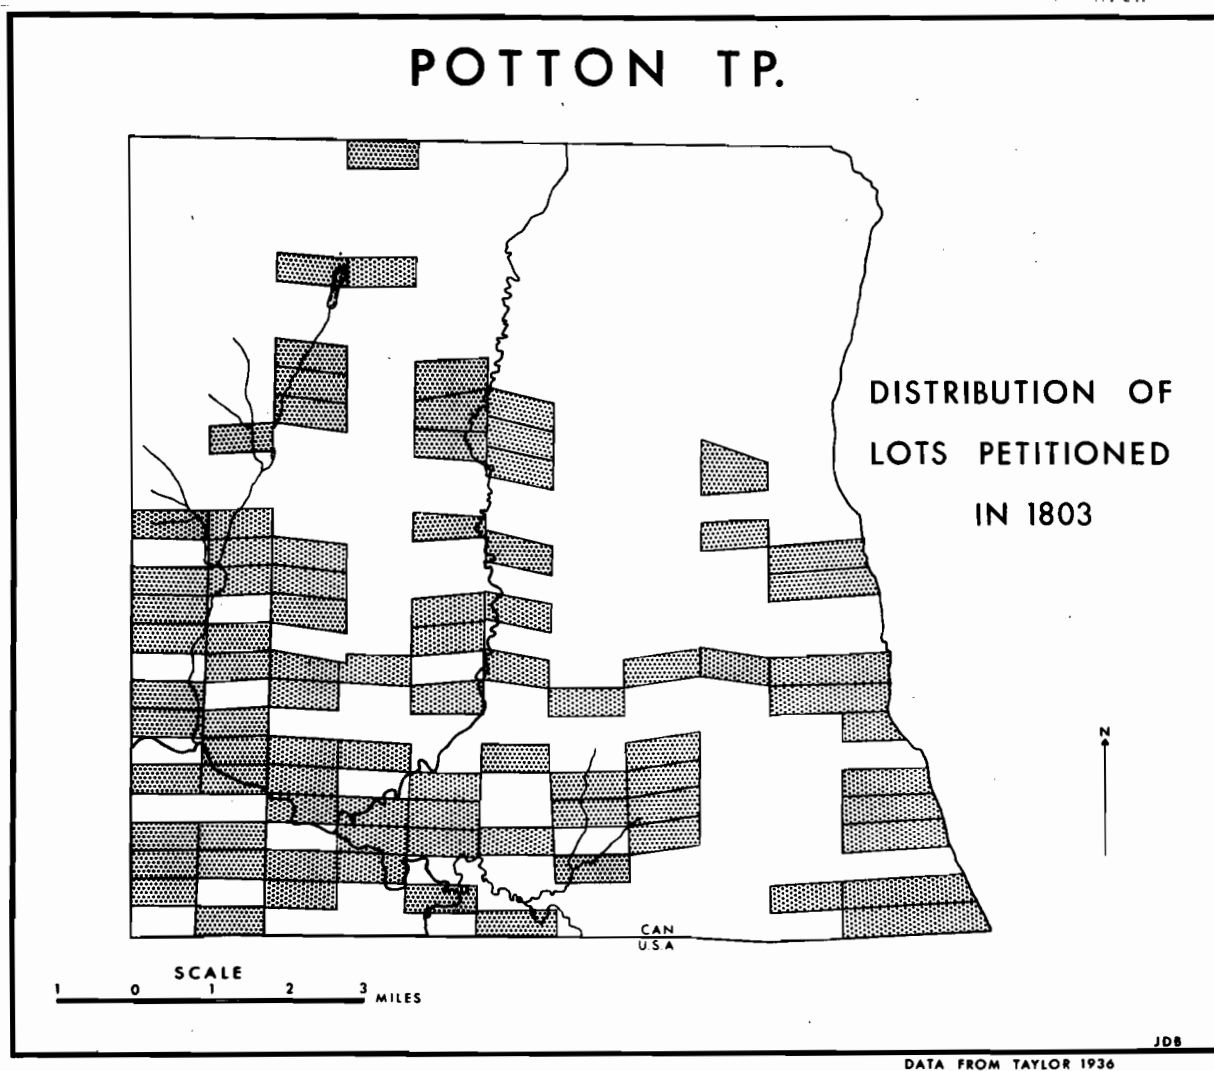 POTTON TP.
DISTRIBUTION OF
LOTS PETITIONED
IN 1803
N
CAN
U.S.A
SCALE
1 0 1 2 3 MILES
JDB
DATA FROM TAYLOR 1936